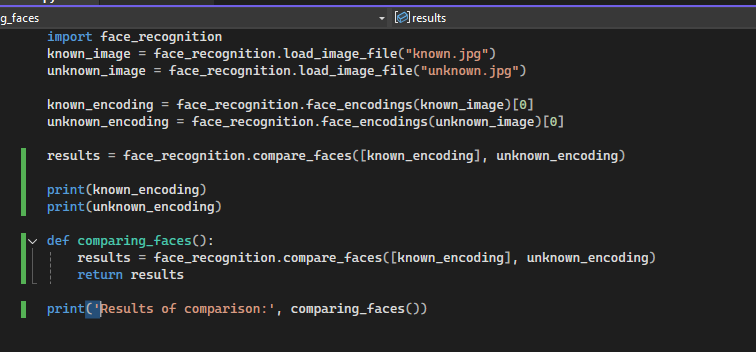 g_faces results
import face_recognition
known_image = face_recognition.load_image_file("known.jpg")
unknown_image = face_recognition.load_image_file("unknown.jpg")
known_encoding = face_recognition.face_encodings(known_image)[0]
unknown_encoding = face_recognition.face_encodings(unknown_image)[0]
results = face_recognition.compare_faces([known_encoding], unknown_encoding)
print(known_encoding)
print(unknown_encoding)
def comparing_faces():
    results = face_recognition.compare_faces([known_encoding], unknown_encoding)
    return results
print('Results of comparison:', comparing_faces())